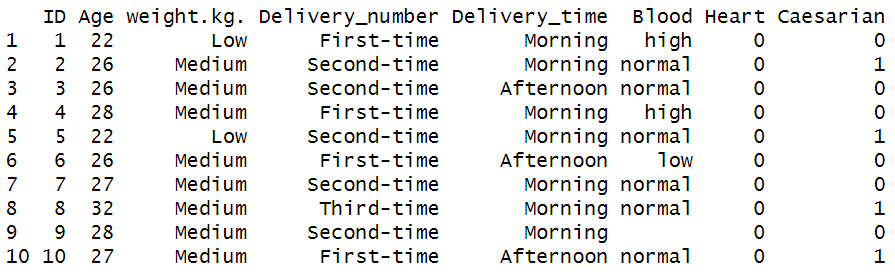 ID Age weight.kg. Delivery_number Delivery_time Blood Heart Caesarian
1 1 22 Low First-time Morning high 0 0
2 2 26 Medium Second-time Morning normal 0 1
3 3 26 Medium Second-time Afternoon normal 0 0
4 4 28 Medium First-time Morning high 0 0
5 5 22 Low Second-time Morning normal 0 1
6 6 26 Medium First-time Afternoon low 0 0
7 7 27 Medium Second-time Morning normal 0 0
8 8 32 Medium Third-time Morning normal 0 1
9 9 28 Medium Second-time Morning 0 0
10 10 27 Medium First-time Afternoon normal 0 1